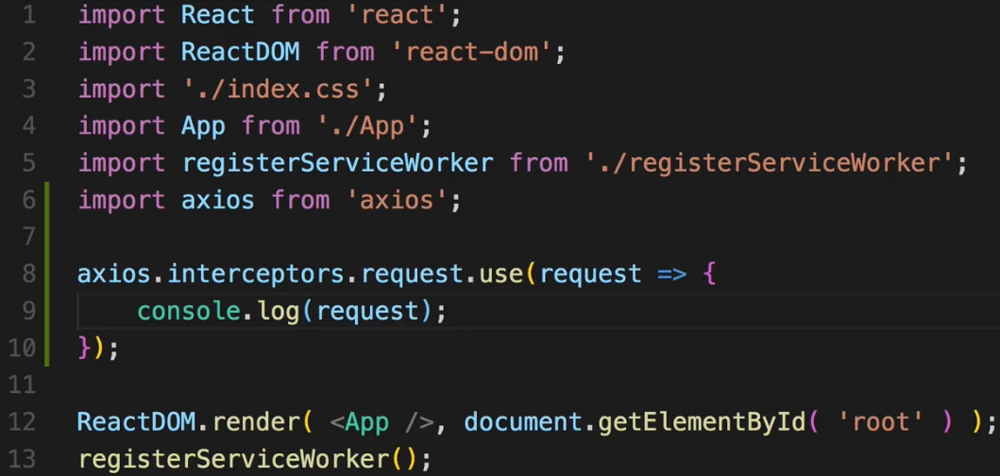 1 import React from 'react';
2 import ReactDOM from 'react-dom';
3 import './index.css';
4 import App from './App';
5 import registerServiceWorker from './registerServiceWorker';
6 import axios from 'axios';
7
8 axios.interceptors.request.use(request => {
9     console.log(request);
10 });
11
12 ReactDOM.render( <App />, document.getElementById( 'root' ) );
13 registerServiceWorker();